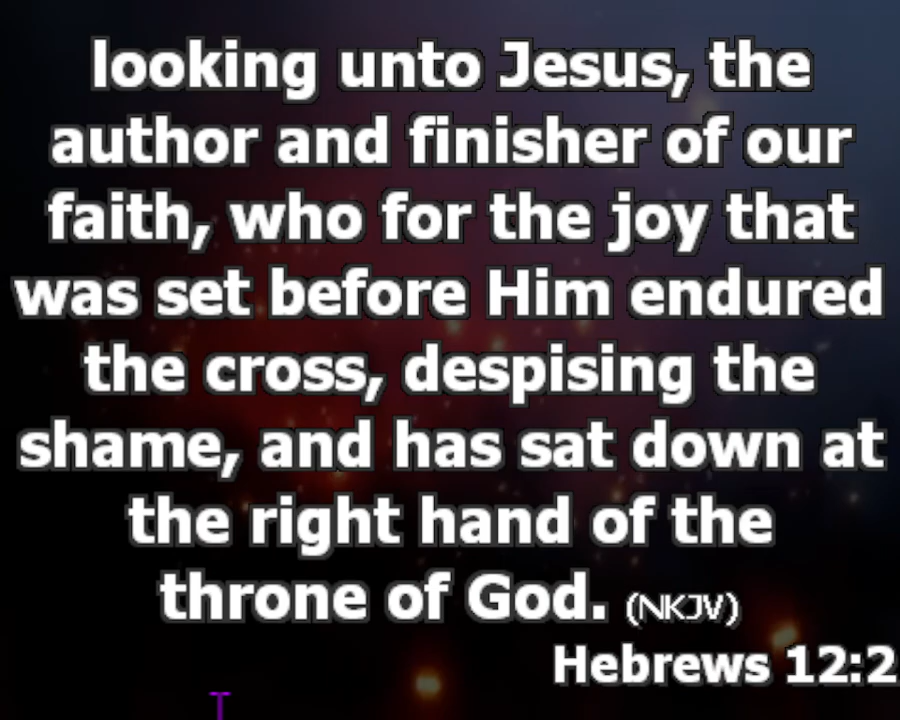 looking unto Jesus, the
author and finisher of our
faith, who for the joy that
was set before Him endured
the cross, despising the
shame, and has sat down at
the right hand of the
throne of God. (NKJV)
Hebrews 12:2
T